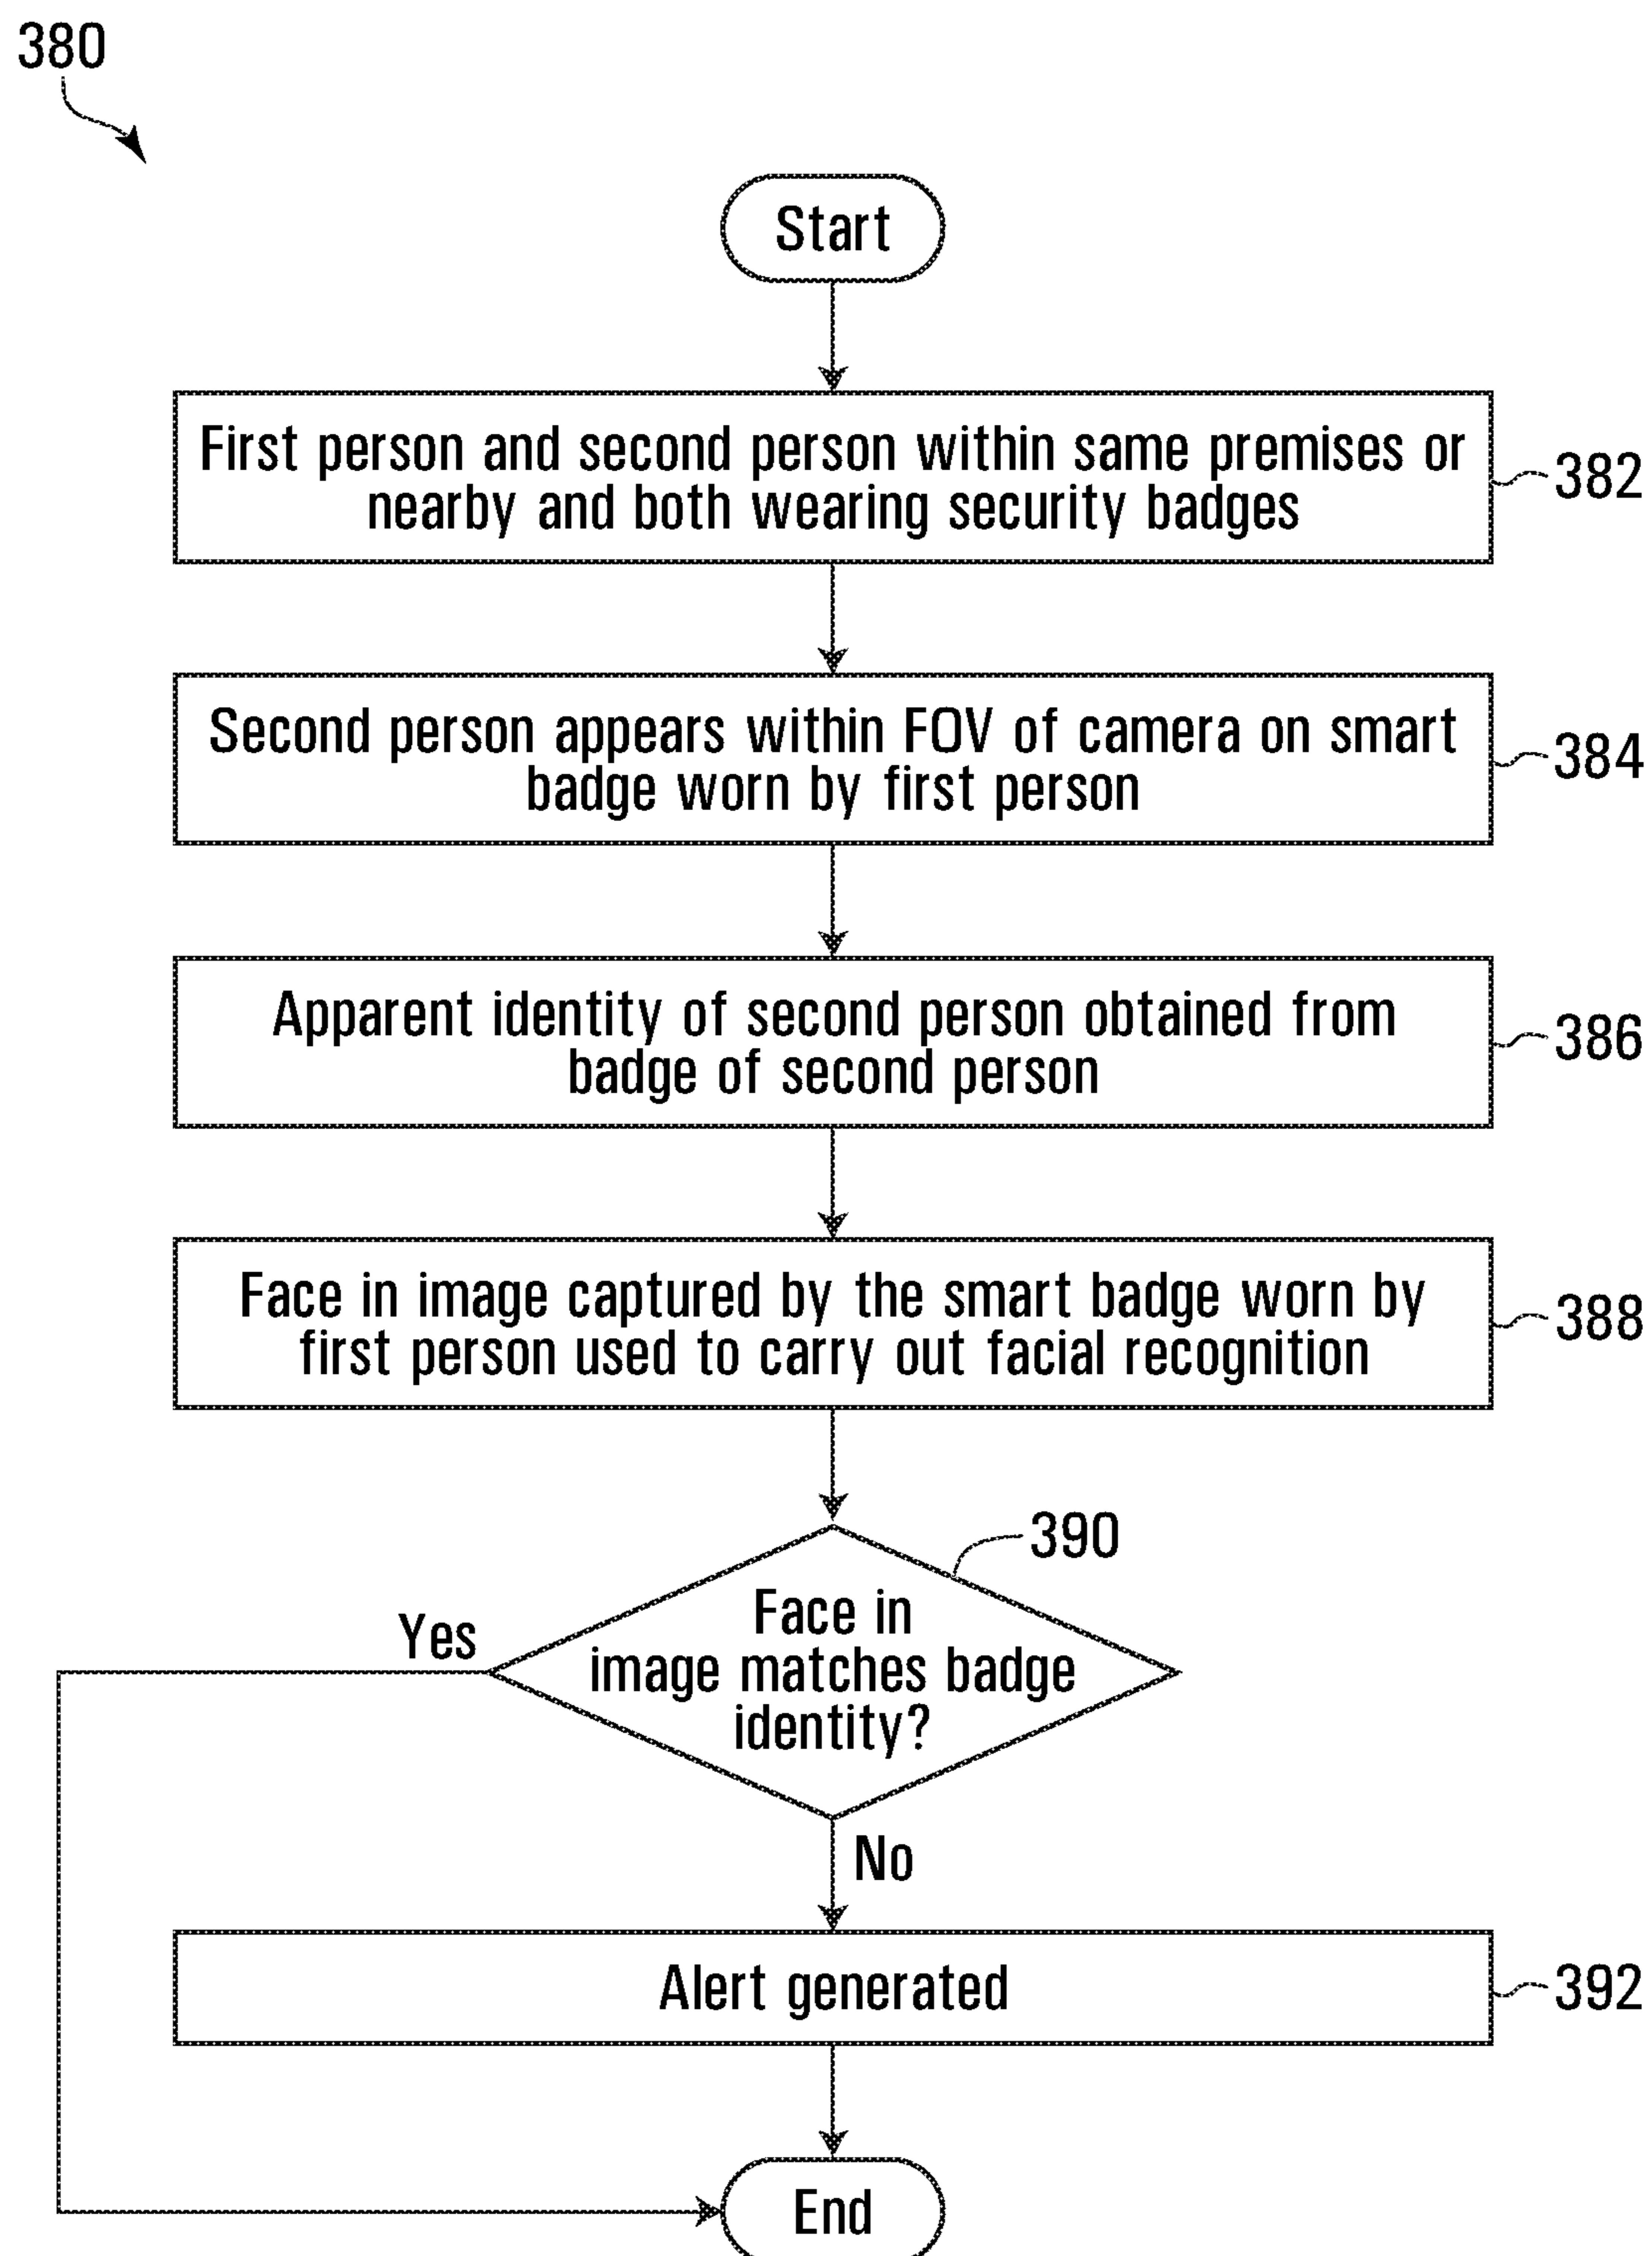 380
Start
First person and second person within same premises or
nearby and both wearing security badges
382
Second person appears within FOV of camera on smart
badge worn by first person
384
Apparent identity of second person obtained from
badge of second person
386
Face in image captured by the smart badge worn by
first person used to carry out facial recognition
388
390
Face in
image matches badge
identity?
Yes
No
Alert generated
392
End